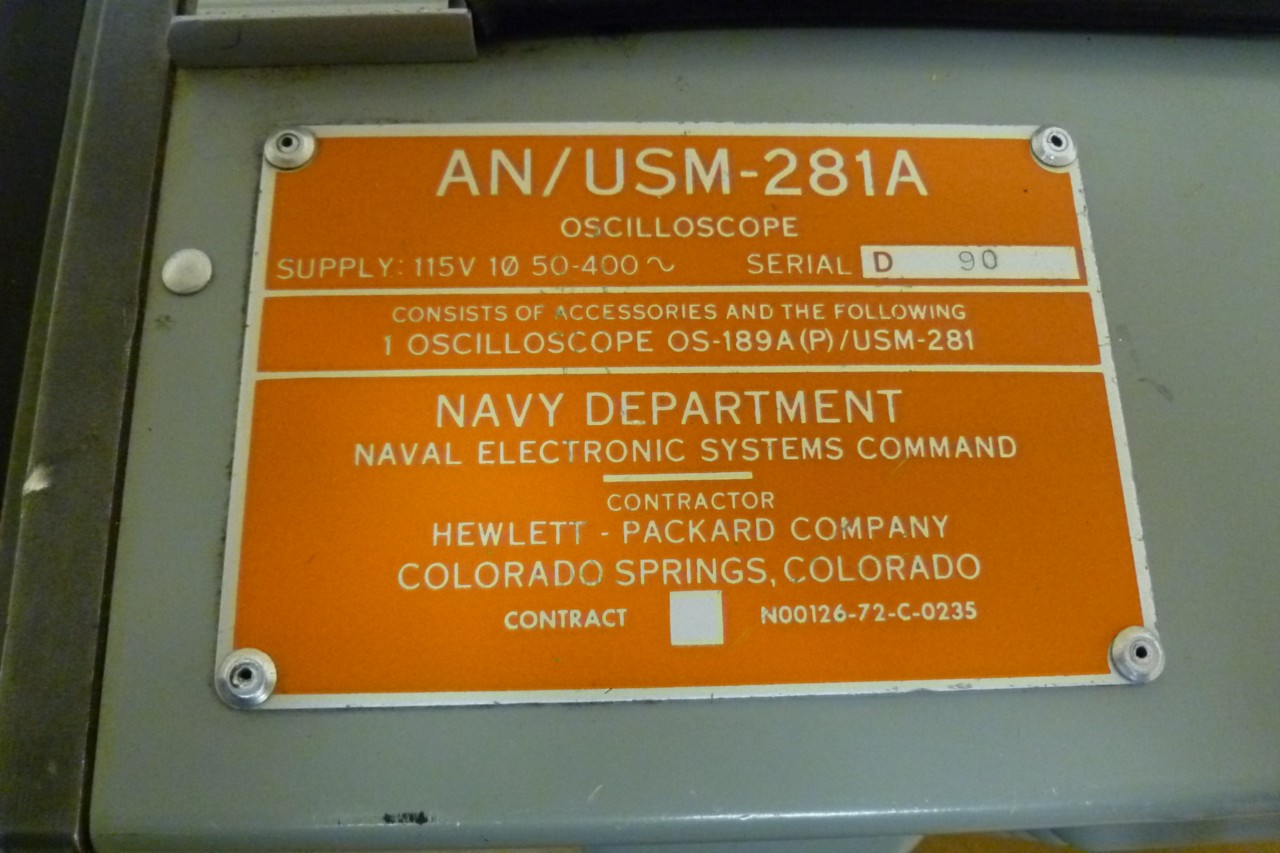 AN/USM-281A
OSCILLOSCOPE
SUPPLY: 115V 1Ø 50-400 ~ SERIAL D 90
CONSISTS OF ACCESSORIES AND THE FOLLOWING
1 OSCILLOSCOPE OS-189A(P)/USM-281
NAVY DEPARTMENT
NAVAL ELECTRONIC SYSTEMS COMMAND
CONTRACTOR
HEWLETT - PACKARD COMPANY
COLORADO SPRINGS, COLORADO
CONTRACT N00126-72-C-0235